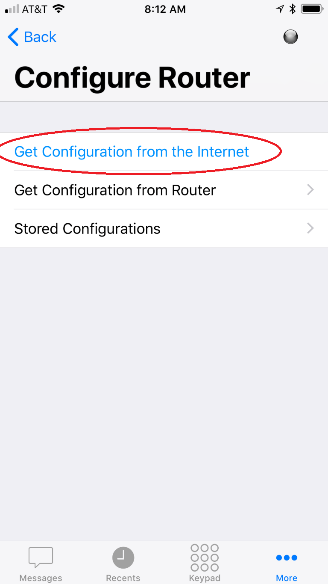 AT&T 8:12 AM
Back
Configure Router
Get Configuration from the Internet
Get Configuration from Router
Stored Configurations
Messages Recents Keypad More